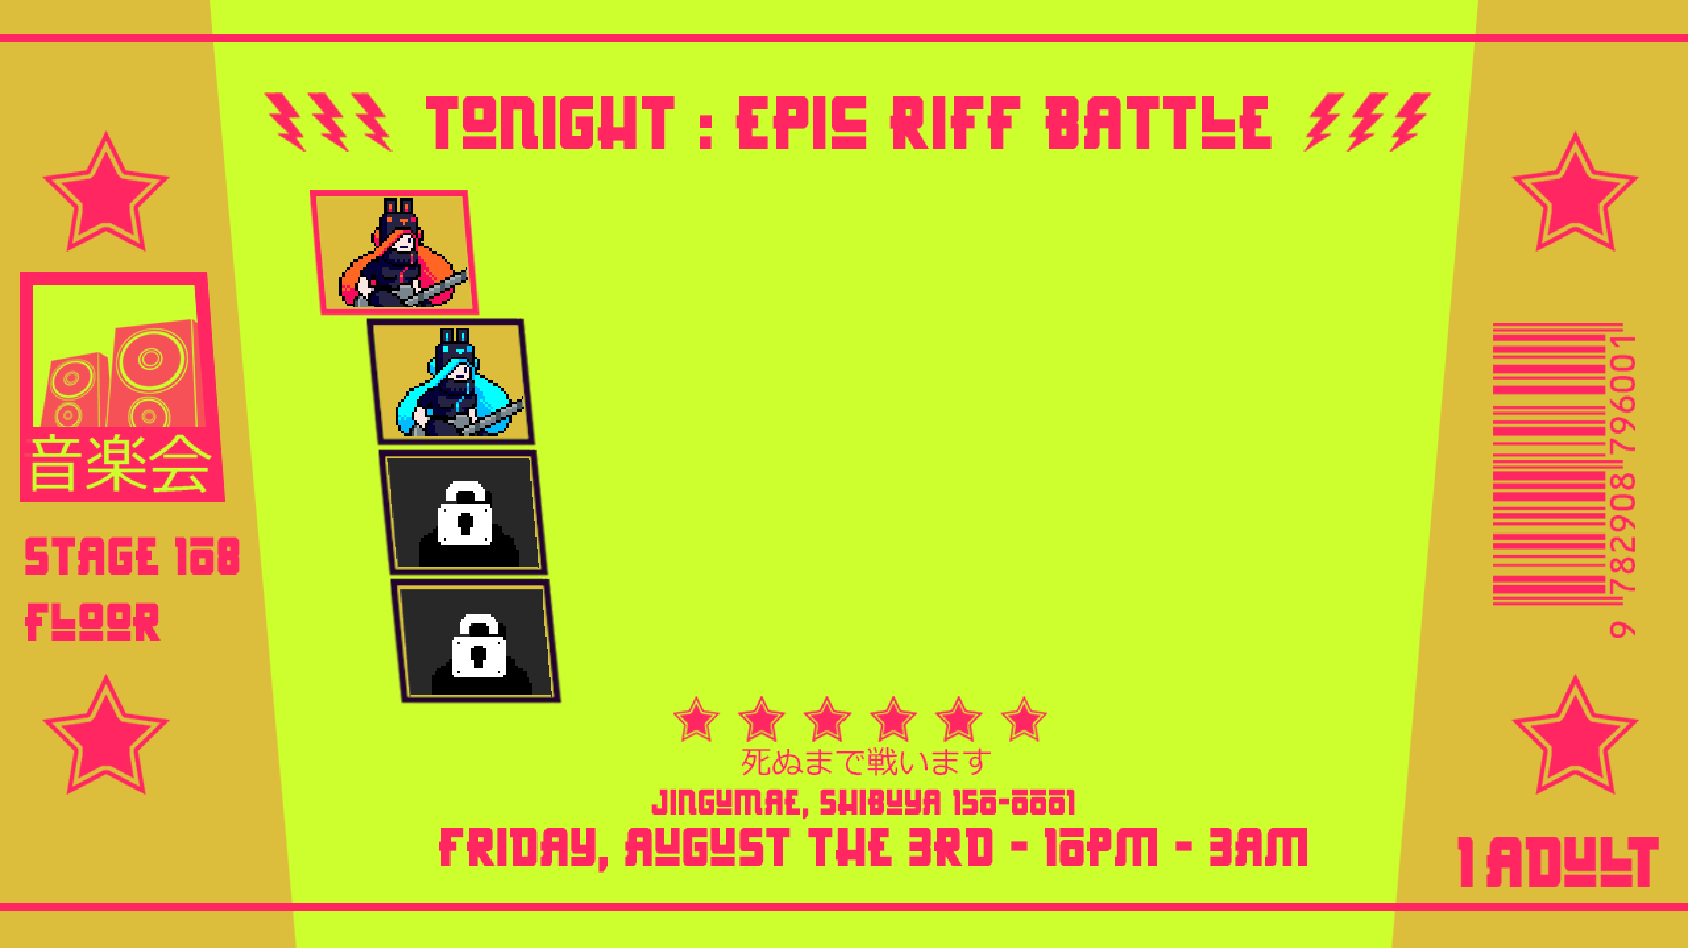 TONIGHT : EPIC RIFF BATTLE
音楽会
STAGE 108
FLOOR
9 782908 796001
死ぬまで戦います
JINGUMAE, SHIBUYA 150-0001
FRIDAY, AUGUST THE 3RD - 10PM - 3AM
1 ADULT